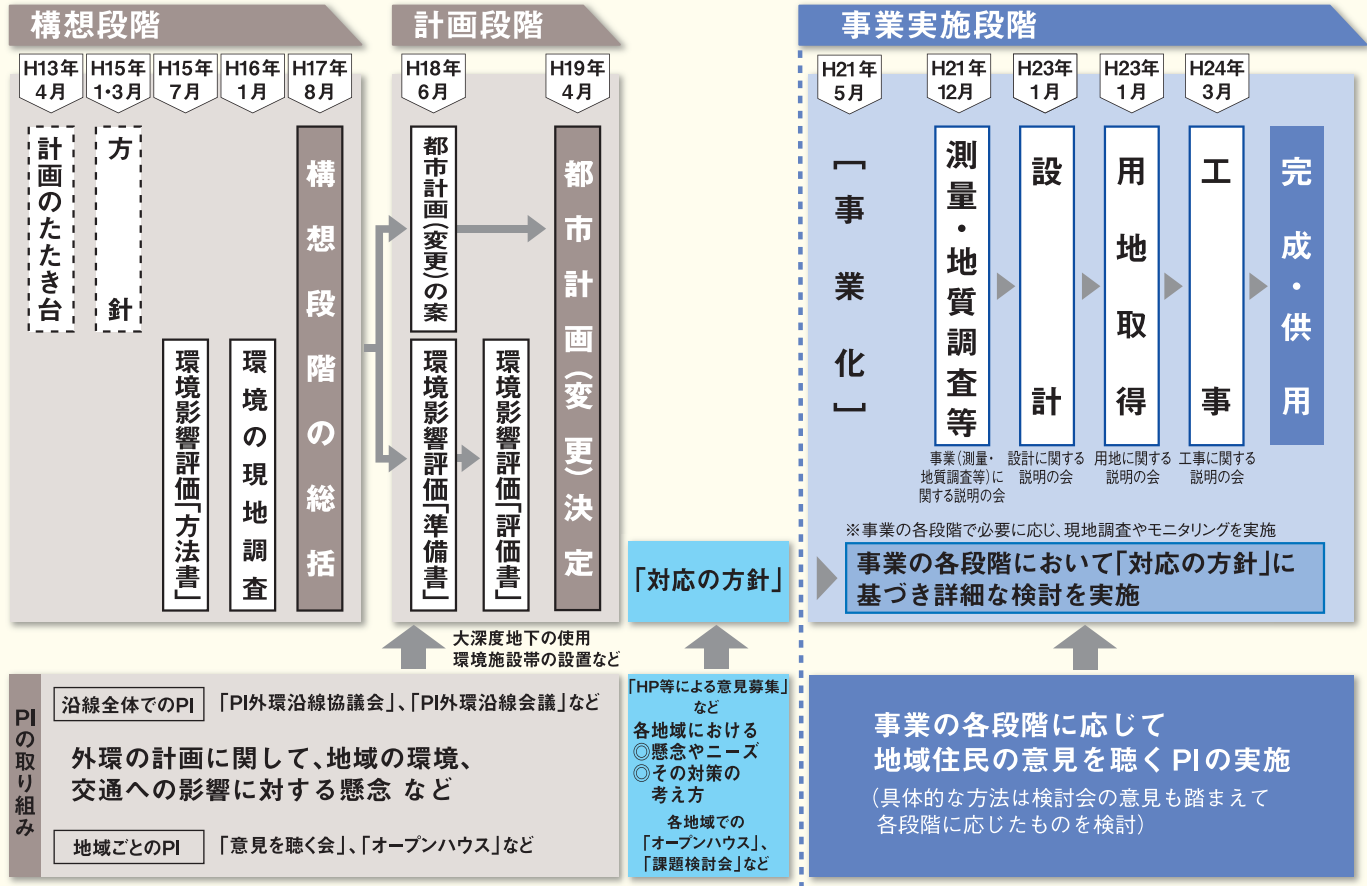 構想段階
計画段階
事業実施段階
H13年
4月
H15年
1・3月
H15年
7月
H16年
1月
H17年
8月
H18年
6月
H19年
4月
H21年
5月
H21年
12月
H23年
1月
H23年
1月
H24年
3月
計画のたたき台
方針
環境影響評価「方法書」
環境の現地調査
構想段階の総括
都市計画(変更)の案
環境影響評価「準備書」
環境影響評価「評価書」
都市計画(変更)決定
[事業化]
測量・地質調査等
設計
用地取得
工事
完成・供用
事業(測量・
地質調査等)に
関する説明の会
設計に関する
説明の会
用地に関する
説明の会
工事に関する
説明の会
※事業の各段階で必要に応じ、現地調査やモニタリングを実施
「対応の方針」
事業の各段階において「対応の方針」に
基づき詳細な検討を実施
大深度地下の使用
環境施設帯の設置など
PIの取り組み
沿線全体でのPI
「PI外環沿線協議会」、「PI外環沿線会議」など
外環の計画に関して、地域の環境、
交通への影響に対する懸念 など
地域ごとのPI
「意見を聴く会」、「オープンハウス」など
「HP等による意見募集」
など
各地域における
◎懸念やニーズ
◎その対策の
考え方
各地域での
「オープンハウス」、
「課題検討会」など
事業の各段階に応じて
地域住民の意見を聴くPIの実施
(具体的な方法は検討会の意見も踏まえて
各段階に応じたものを検討)